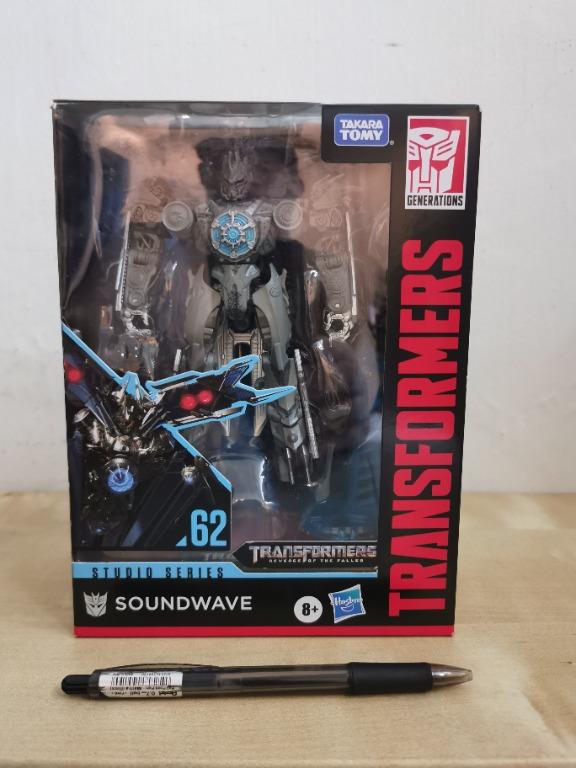 TAKARA
TOMY
GENERATIONS
TRANSFORMERS
62
TRANSFORMERS
REVENGE OF THE FALLEN
STUDIO SERIES
SOUNDWAVE
8+
Hasbro